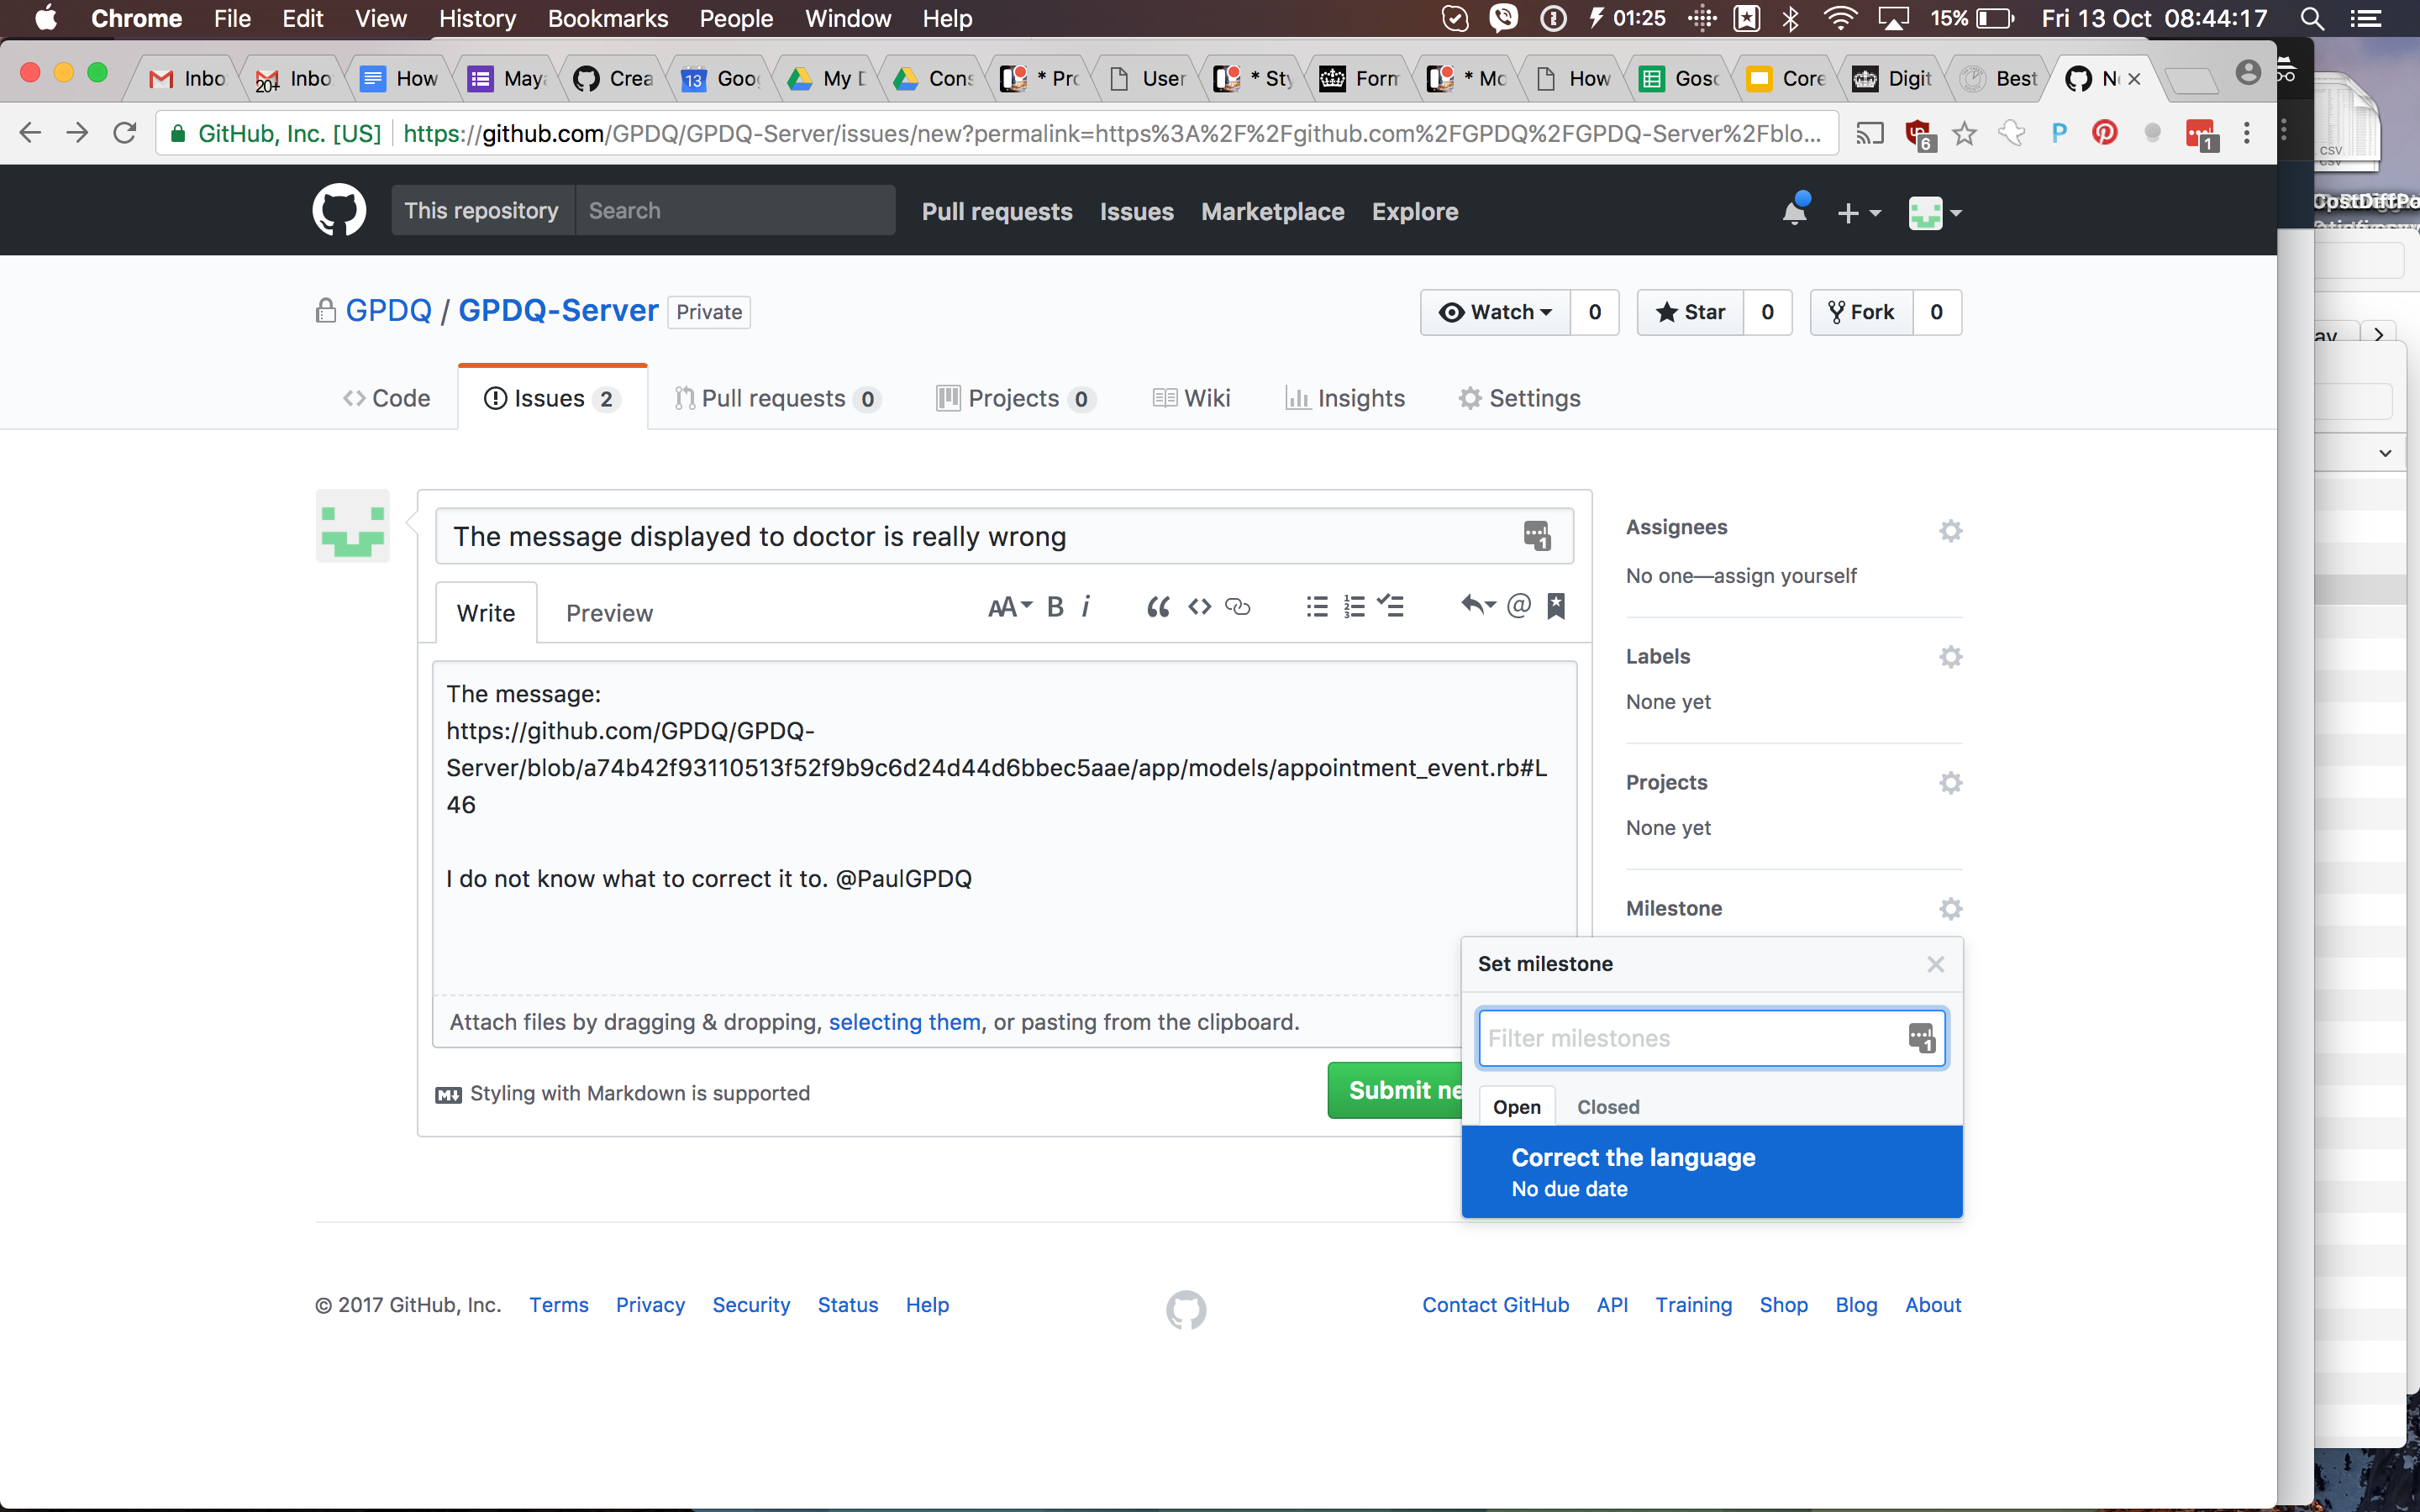 Chrome File Edit View History Bookmarks People Window Help 01:25 15% Fri 13 Oct 08:44:17
Inbo 20+ Inbo How Maya Crea 13 Goo My D Cons * Pro User * Sty Form * Mo How Gosc Core Digit Best N
GitHub, Inc. [US] https://github.com/GPDQ/GPDQ-Server/issues/new?permalink=https%3A%2F%2Fgithub.com%2FGPDQ%2FGPDQ-Server%2Fblo... 6 P 1
CSV
This repository Search Pull requests Issues Marketplace Explore
GPDQ / GPDQ-Server Private
Watch 0 Star 0 Fork 0
Code Issues 2 Pull requests 0 Projects 0 Wiki Insights Settings
The message displayed to doctor is really wrong
Write Preview AA B i
The message:
https://github.com/GPDQ/GPDQ-
Server/blob/a74b42f93110513f52f9b9c6d24d44d6bbec5aae/app/models/appointment_event.rb#L
46
I do not know what to correct it to. @PaulGPDQ
Attach files by dragging & dropping, selecting them, or pasting from the clipboard.
Styling with Markdown is supported
Submit ne
Assignees
No one—assign yourself
Labels
None yet
Projects
None yet
Milestone
Set milestone
Filter milestones
Open Closed
Correct the language
No due date
© 2017 GitHub, Inc. Terms Privacy Security Status Help
Contact GitHub API Training Shop Blog About